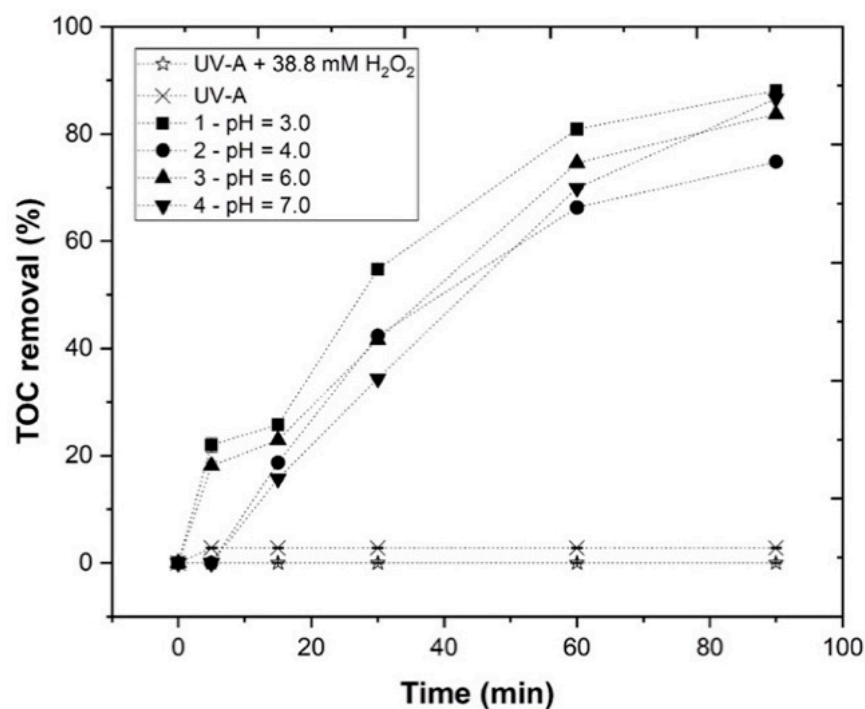 100
80
60
40
20
0
TOC removal (%)
UV-A + 38.8 mM H₂O₂
UV-A
1 - pH = 3.0
2 - pH = 4.0
3 - pH = 6.0
4 - pH = 7.0
0 20 40 60 80 100
Time (min)